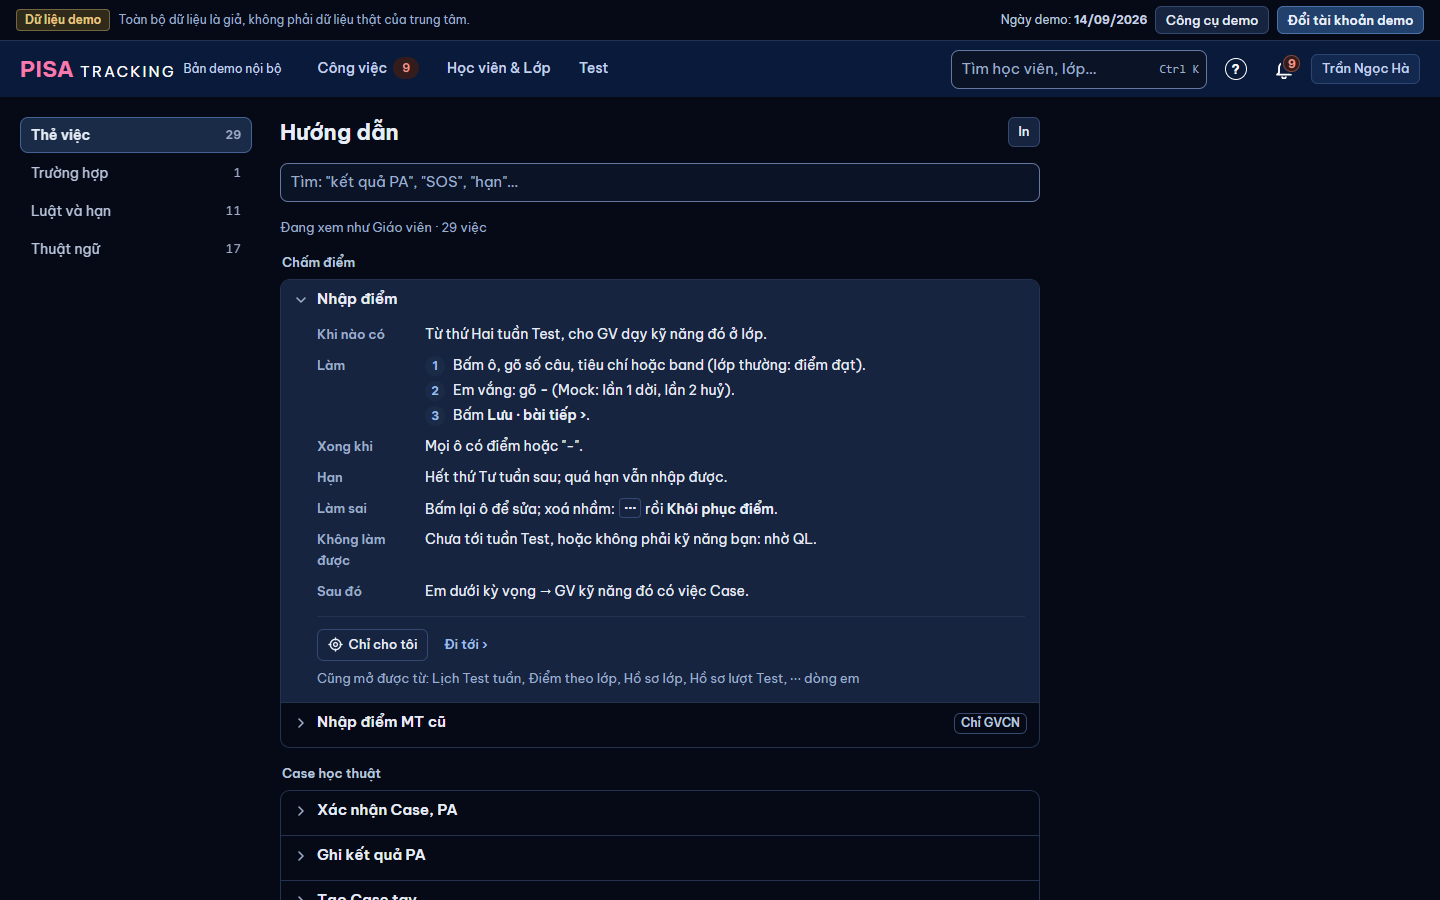 Dữ liệu demo Toàn bộ dữ liệu là giả, không phải dữ liệu thật của trung tâm. Ngày demo: 14/09/2026 Công cụ demo Đổi tài khoản demo
PISA TRACKING Bản demo nội bộ Công việc 9 Học viên & Lớp Test Tìm học viên, lớp... Ctrl K ? 9 Trần Ngọc Hà
Thẻ việc 29
Trường hợp 1
Luật và hạn 11
Thuật ngữ 17
Hướng dẫn In
Tìm: "kết quả PA", "SOS", "hạn"...
Đang xem như Giáo viên · 29 việc
Chấm điểm
Nhập điểm
Khi nào có Từ thứ Hai tuần Test, cho GV dạy kỹ năng đó ở lớp.
Làm 1 Bấm ô, gõ số câu, tiêu chí hoặc band (lớp thường: điểm đạt).
2 Em vắng: gõ - (Mock: lần 1 dời, lần 2 huỷ).
3 Bấm Lưu · bài tiếp ›.
Xong khi Mọi ô có điểm hoặc "-".
Hạn Hết thứ Tư tuần sau; quá hạn vẫn nhập được.
Làm sai Bấm lại ô để sửa; xoá nhầm: ··· rồi Khôi phục điểm.
Không làm được Chưa tới tuần Test, hoặc không phải kỹ năng bạn: nhờ QL.
Sau đó Em dưới kỳ vọng → GV kỹ năng đó có việc Case.
Chỉ cho tôi Đi tới ›
Cũng mở được từ: Lịch Test tuần, Điểm theo lớp, Hồ sơ lớp, Hồ sơ lượt Test, ··· dòng em
Nhập điểm MT cũ Chỉ GVCN
Case học thuật
Xác nhận Case, PA
Ghi kết quả PA
Tạo Case tay